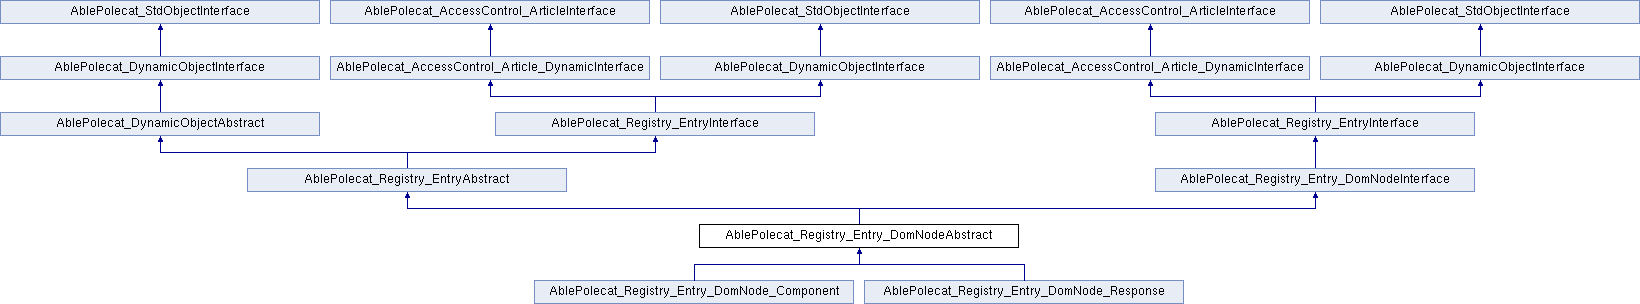 AblePolecat_StdObjectInterface
AblePolecat_AccessControl_ArticleInterface
AblePolecat_StdObjectInterface
AblePolecat_AccessControl_ArticleInterface
AblePolecat_StdObjectInterface
AblePolecat_DynamicObjectInterface
AblePolecat_AccessControl_Article_DynamicInterface
AblePolecat_DynamicObjectInterface
AblePolecat_AccessControl_Article_DynamicInterface
AblePolecat_DynamicObjectInterface
AblePolecat_DynamicObjectAbstract
AblePolecat_Registry_EntryInterface
AblePolecat_Registry_EntryInterface
AblePolecat_Registry_EntryAbstract
AblePolecat_Registry_Entry_DomNodeInterface
AblePolecat_Registry_Entry_DomNodeAbstract
AblePolecat_Registry_Entry_DomNode_Component
AblePolecat_Registry_Entry_DomNode_Response